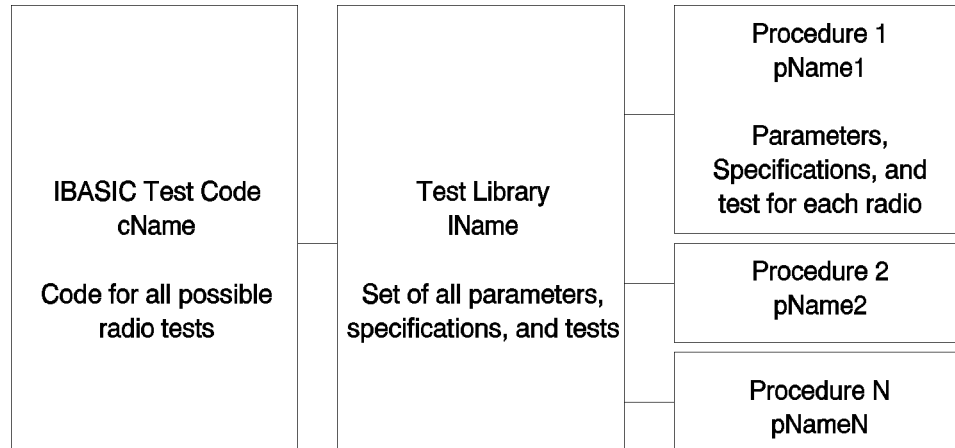 IBASIC Test Code
cName
Code for all possible
radio tests
Test Library
lName
Set of all parameters,
specifications, and tests
Procedure 1
pName1
Parameters,
Specifications, and
test for each radio
Procedure 2
pName2
Procedure N
pNameN